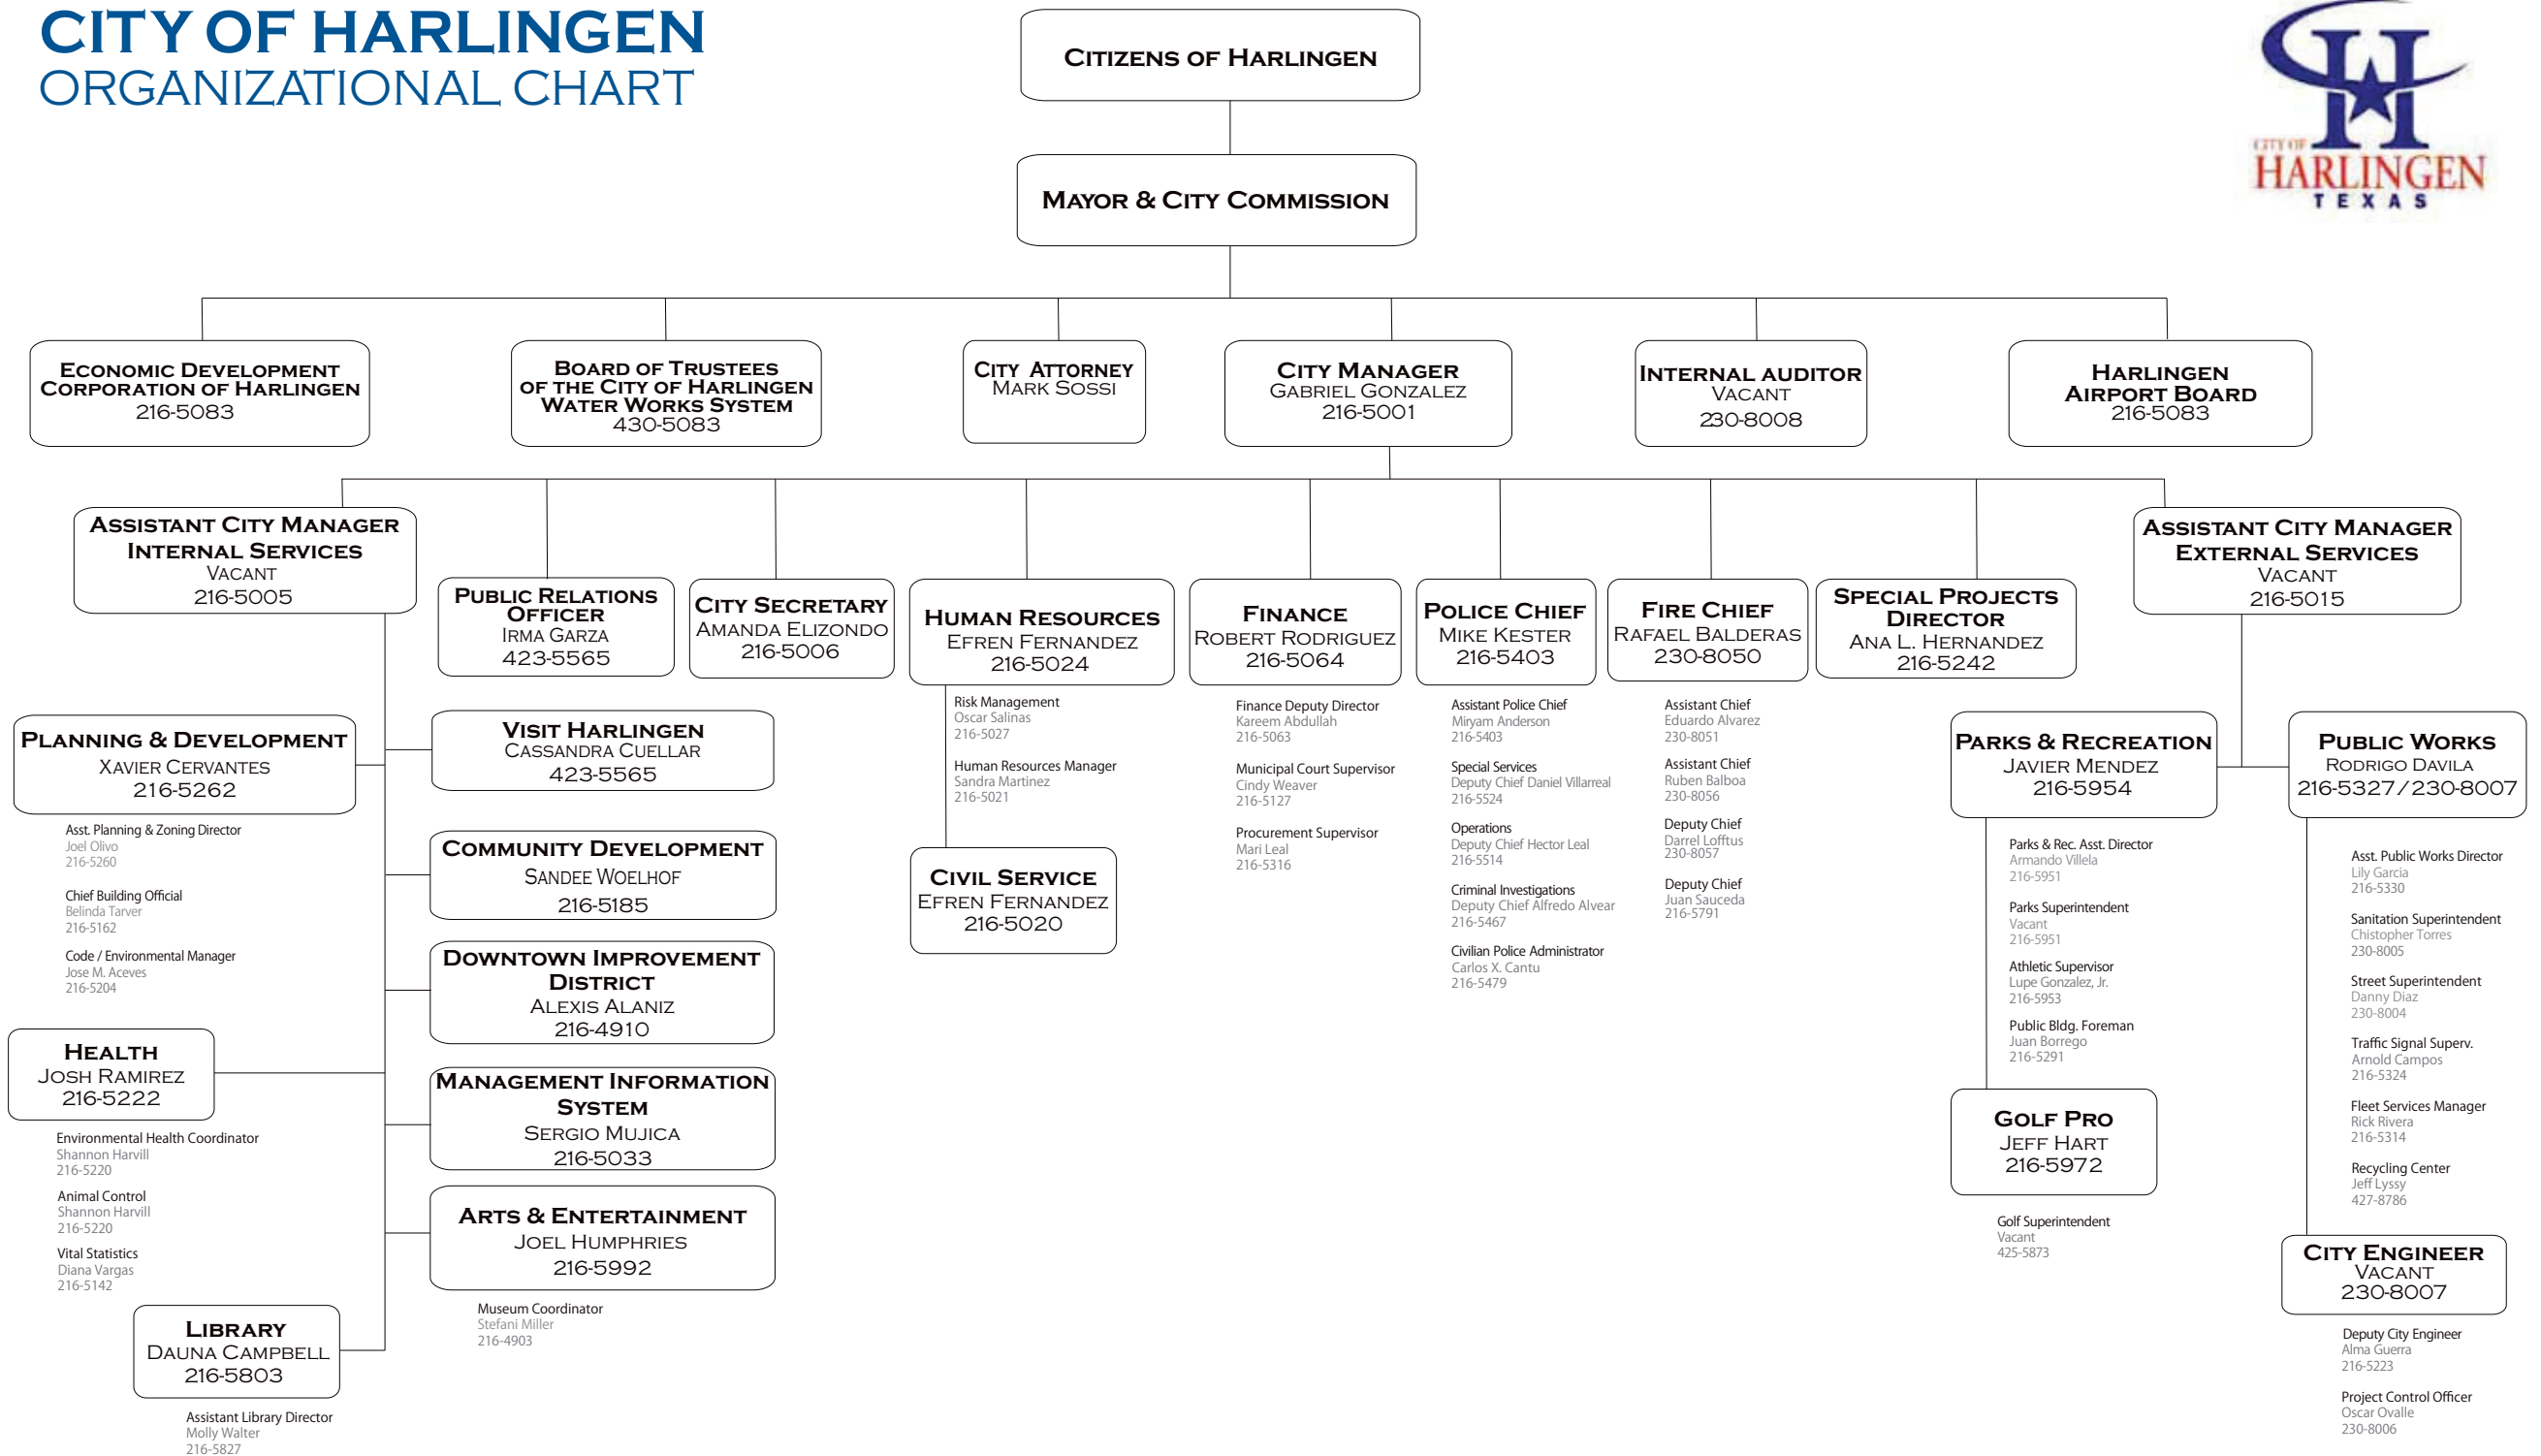 CITY OF HARLINGEN
ORGANIZATIONAL CHART
CITY OF
HARLINGEN
TEXAS
CITIZENS OF HARLINGEN
MAYOR & CITY COMMISSION
ECONOMIC DEVELOPMENT
CORPORATION OF HARLINGEN
216-5083
BOARD OF TRUSTEES
OF THE CITY OF HARLINGEN
WATER WORKS SYSTEM
430-5083
CITY ATTORNEY
MARK SOSSI
CITY MANAGER
GABRIEL GONZALEZ
216-5001
INTERNAL AUDITOR
VACANT
230-8008
HARLINGEN
AIRPORT BOARD
216-5083
ASSISTANT CITY MANAGER
INTERNAL SERVICES
VACANT
216-5005
PUBLIC RELATIONS
OFFICER
IRMA GARZA
423-5565
CITY SECRETARY
AMANDA ELIZONDO
216-5006
HUMAN RESOURCES
EFREN FERNANDEZ
216-5024
FINANCE
ROBERT RODRIGUEZ
216-5064
POLICE CHIEF
MIKE KESTER
216-5403
FIRE CHIEF
RAFAEL BALDERAS
230-8050
SPECIAL PROJECTS
DIRECTOR
ANA L. HERNANDEZ
216-5242
ASSISTANT CITY MANAGER
EXTERNAL SERVICES
VACANT
216-5015
PLANNING & DEVELOPMENT
XAVIER CERVANTES
216-5262
Asst. Planning & Zoning Director
Joel Olivo
216-5260
Chief Building Official
Belinda Tarver
216-5162
Code / Environmental Manager
Jose M. Aceves
216-5204
HEALTH
JOSH RAMIREZ
216-5222
Environmental Health Coordinator
Shannon Harvill
216-5220
Animal Control
Shannon Harvill
216-5220
Vital Statistics
Diana Vargas
216-5142
LIBRARY
DAUNA CAMPBELL
216-5803
Assistant Library Director
Molly Walter
216-5827
VISIT HARLINGEN
CASSANDRA CUELLAR
423-5565
COMMUNITY DEVELOPMENT
SANDEE WOELHOF
216-5185
DOWNTOWN IMPROVEMENT
DISTRICT
ALEXIS ALANIZ
216-4910
MANAGEMENT INFORMATION
SYSTEM
SERGIO MUJICA
216-5033
ARTS & ENTERTAINMENT
JOEL HUMPHRIES
216-5992
Museum Coordinator
Stefani Miller
216-4903
Risk Management
Oscar Salinas
216-5027
Human Resources Manager
Sandra Martinez
216-5021
CIVIL SERVICE
EFREN FERNANDEZ
216-5020
Finance Deputy Director
Kareem Abdullah
216-5063
Municipal Court Supervisor
Cindy Weaver
216-5127
Procurement Supervisor
Mari Leal
216-5316
Assistant Police Chief
Miryam Anderson
216-5403
Special Services
Deputy Chief Daniel Villarreal
216-5524
Operations
Deputy Chief Hector Leal
216-5514
Criminal Investigations
Deputy Chief Alfredo Alvear
216-5467
Civilian Police Administrator
Carlos X. Cantu
216-5479
Assistant Chief
Eduardo Alvarez
230-8051
Assistant Chief
Ruben Balboa
230-8056
Deputy Chief
Darrel Lofftus
230-8057
Deputy Chief
Juan Sauceda
216-5791
PARKS & RECREATION
JAVIER MENDEZ
216-5954
Parks & Rec. Asst. Director
Armando Villela
216-5951
Parks Superintendent
Vacant
216-5951
Athletic Supervisor
Lupe Gonzalez, Jr.
216-5953
Public Bldg. Foreman
Juan Borrego
216-5291
GOLF PRO
JEFF HART
216-5972
Golf Superintendent
Vacant
425-5873
PUBLIC WORKS
RODRIGO DAVILA
216-5327/230-8007
Asst. Public Works Director
Lily Garcia
216-5330
Sanitation Superintendent
Chistopher Torres
230-8005
Street Superintendent
Danny Diaz
230-8004
Traffic Signal Superv.
Arnold Campos
216-5324
Fleet Services Manager
Rick Rivera
216-5314
Recycling Center
Jeff Lyssy
427-8786
CITY ENGINEER
VACANT
230-8007
Deputy City Engineer
Alma Guerra
216-5223
Project Control Officer
Oscar Ovalle
230-8006